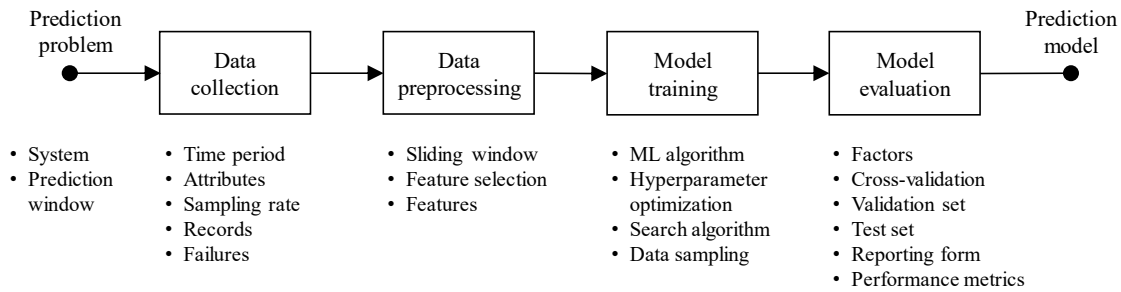 Prediction
problem
Data
collection
Data
preprocessing
Model
training
Model
evaluation
Prediction
model
• System
• Prediction
window
• Time period
• Attributes
• Sampling rate
• Records
• Failures
• Sliding window
• Feature selection
• Features
• ML algorithm
• Hyperparameter
optimization
• Search algorithm
• Data sampling
• Factors
• Cross-validation
• Validation set
• Test set
• Reporting form
• Performance metrics